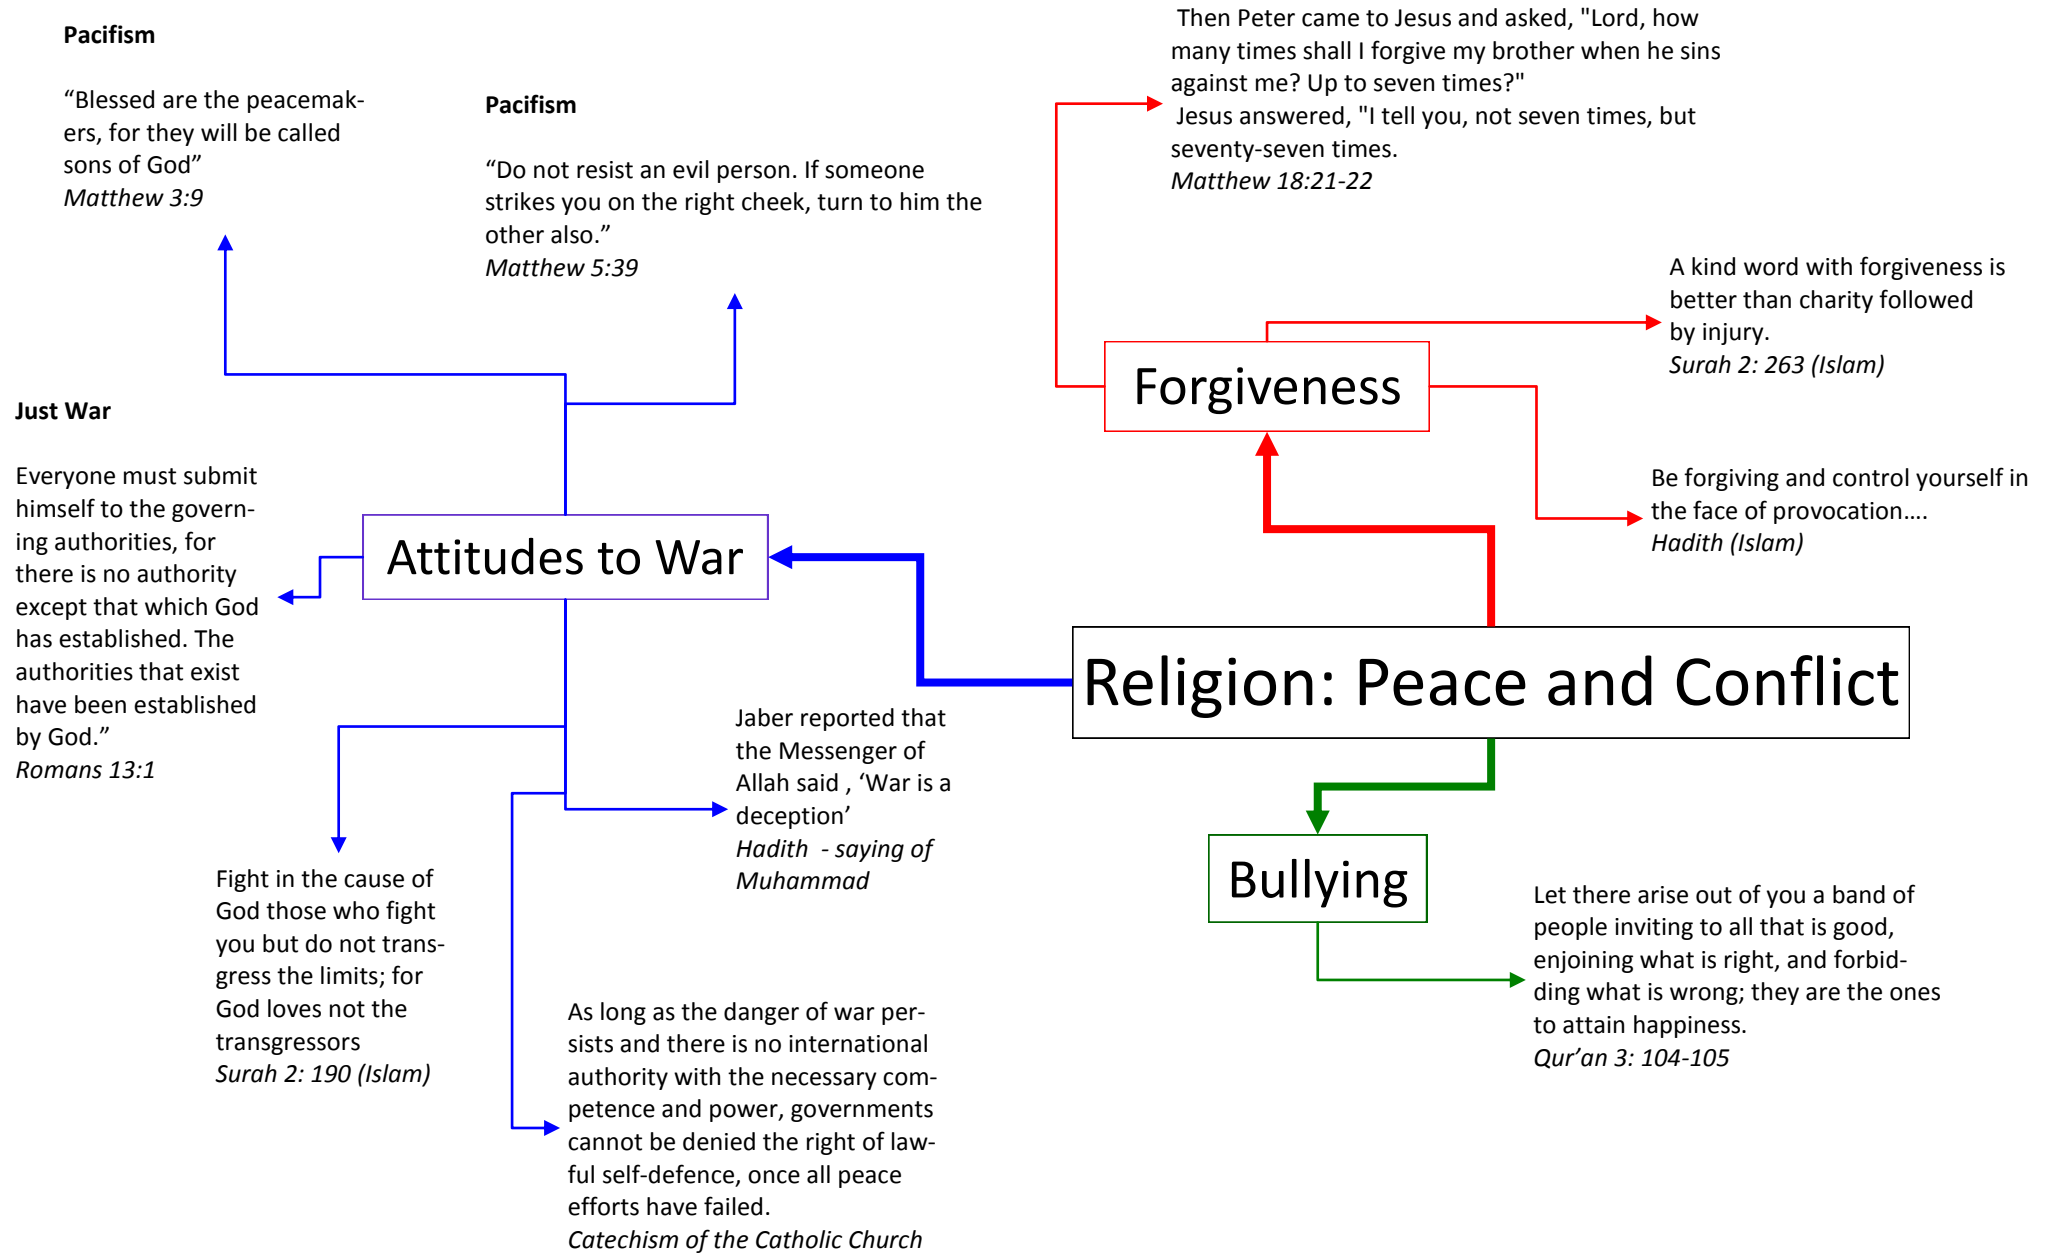 Pacifism
“Blessed are the peacemak-
ers, for they will be called
sons of God”
Matthew 3:9
Pacifism
“Do not resist an evil person. If someone
strikes you on the right cheek, turn to him the
other also.”
Matthew 5:39
Then Peter came to Jesus and asked, "Lord, how
many times shall I forgive my brother when he sins
against me? Up to seven times?"
Jesus answered, "I tell you, not seven times, but
seventy-seven times.
Matthew 18:21-22
A kind word with forgiveness is
better than charity followed
by injury.
Surah 2: 263 (Islam)
Forgiveness
Be forgiving and control yourself in
the face of provocation....
Hadith (Islam)
Just War
Everyone must submit
himself to the govern-
ing authorities, for
there is no authority
except that which God
has established. The
authorities that exist
have been established
by God.”
Romans 13:1
Attitudes to War
Religion: Peace and Conflict
Jaber reported that
the Messenger of
Allah said , ‘War is a
deception’
Hadith  - saying of
Muhammad
Fight in the cause of
God those who fight
you but do not trans-
gress the limits; for
God loves not the
transgressors
Surah 2: 190 (Islam)
As long as the danger of war per-
sists and there is no international
authority with the necessary com-
petence and power, governments
cannot be denied the right of law-
ful self-defence, once all peace
efforts have failed.
Catechism of the Catholic Church
Bullying
Let there arise out of you a band of
people inviting to all that is good,
enjoining what is right, and forbid-
ding what is wrong; they are the ones
to attain happiness.
Qur’an 3: 104-105